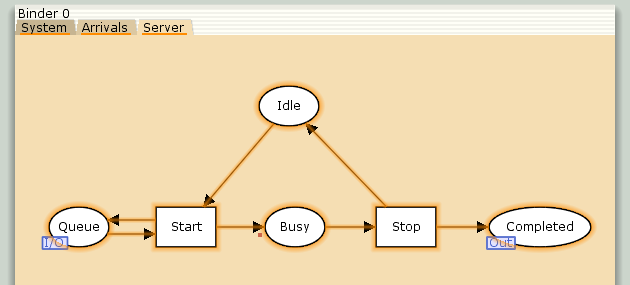 Binder 0
System Arrivals Server
Idle
Queue Start Busy Stop Completed
I/O Out